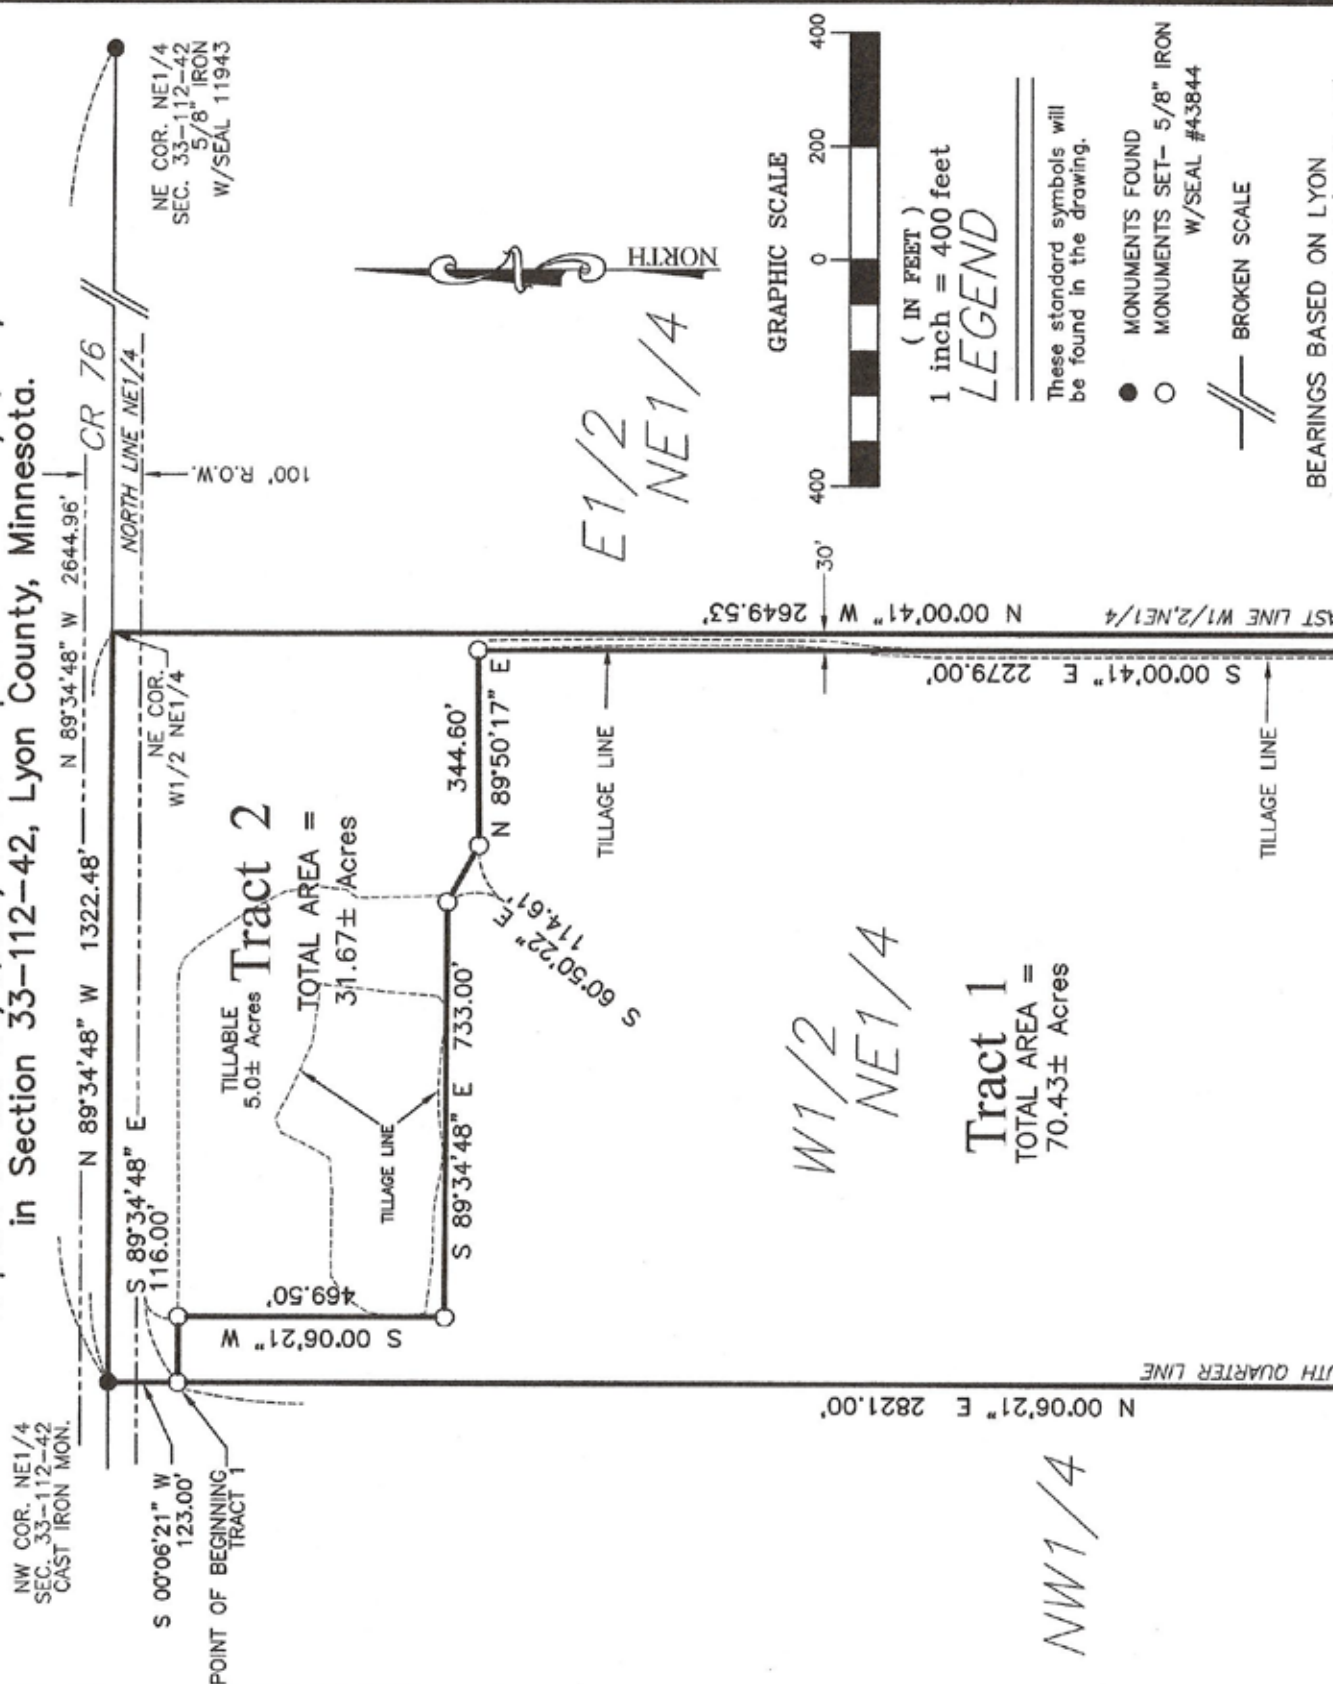 in Section 33-112-42, Lyon County, Minnesota.
NW COR. NE1/4
SEC. 33-112-42
CAST IRON MON.
N 89°34'48" W 1322.48'
N 89°34'48" W 2644.96'
CR 76
NORTH LINE NE1/4
100' R.O.W.
NE COR. NE1/4
SEC. 33-112-42
5/8" IRON
W/SEAL 11943
S 89°34'48" E
116.00'
NE COR.
W1/2 NE1/4
S 00°06'21" W
123.00'
POINT OF BEGINNING
TRACT 1
TILLABLE
5.0± Acres
Tract 2
TOTAL AREA =
31.67± Acres
469.50'
S 00°06'21" W
TILLAGE LINE
S 89°34'48" E 733.00'
S 60°50'22" E
114.61'
344.60'
N 89°50'17" E
NORTH
E1/2
NE1/4
TILLAGE LINE
N 00°00'41" W 2649.53'
30'
S 00°00'41" E 2279.00'
W1/2, NE1/4
TILLAGE LINE
W1/2
NE1/4
Tract 1
TOTAL AREA =
70.43± Acres
N 00°06'21" E 2821.00'
QUARTER LINE
NW1/4
GRAPHIC SCALE
400 0 200 400
( IN FEET )
1 inch = 400 feet
LEGEND
These standard symbols will
be found in the drawing.
MONUMENTS FOUND
MONUMENTS SET- 5/8" IRON
W/SEAL #43844
BROKEN SCALE
BEARINGS BASED ON LYON